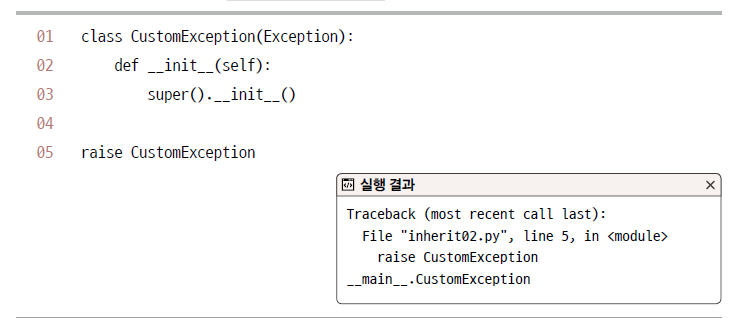 01 class CustomException(Exception):
02     def __init__(self):
03         super().__init__()
04
05 raise CustomException
실행 결과
Traceback (most recent call last):
  File "inherit02.py", line 5, in <module>
    raise CustomException
__main__.CustomException